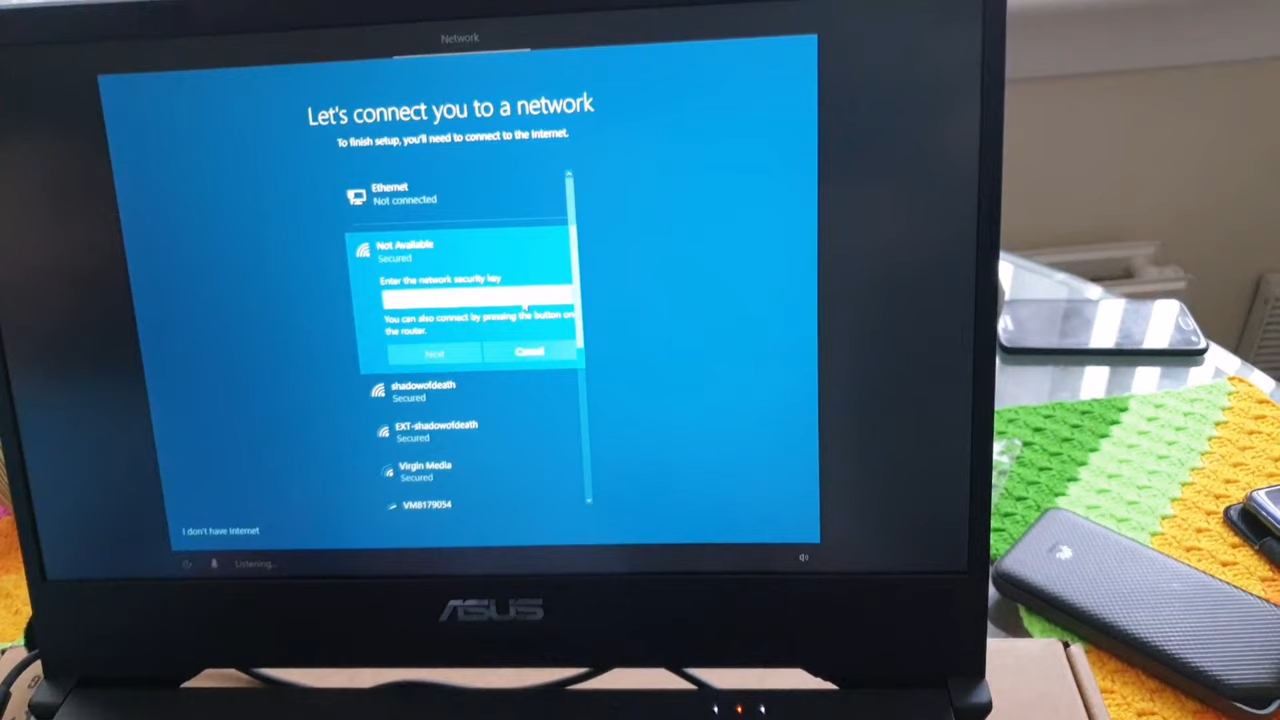 Network
Let's connect you to a network
To finish setup, you'll need to connect to the Internet.
Ethernet
Not connected
Not Available
Secured
Enter the network security key
You can also connect by pressing the button on
the router.
Next
Cancel
shadowofdeath
Secured
EXT-shadowofdeath
Secured
Virgin Media
Secured
VM8179054
I don't have Internet
Listening...
ASUS